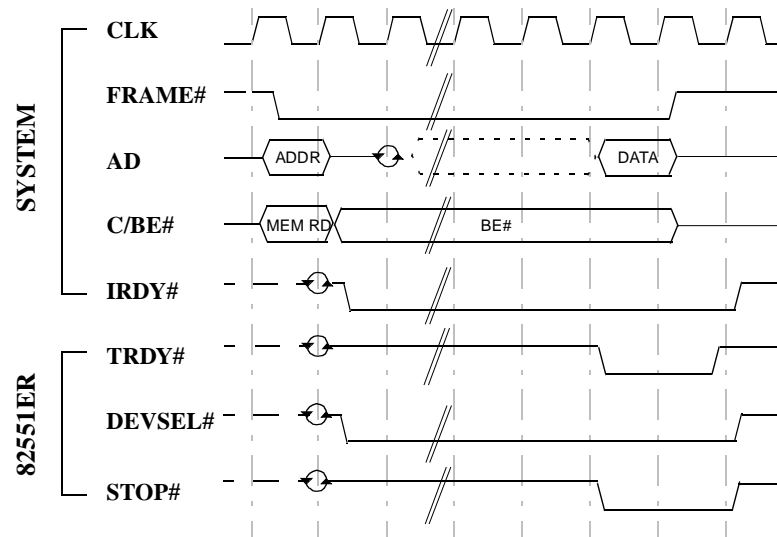 SYSTEM
CLK
FRAME#
AD
ADDR
DATA
C/BE#
MEM RD
BE#
IRDY#
82551ER
TRDY#
DEVSEL#
STOP#